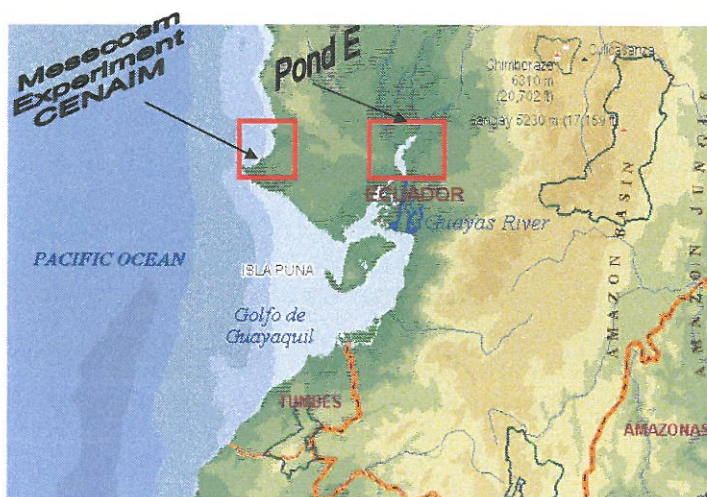 Mesecosm
Experiment
CENAIM
Pond E
Chimborazo
6310 m
(20,702 ft)
Sangay 5230 m (17,159 ft)
ECUADOR
Guayas River
PACIFIC OCEAN
ISLA PUNA
Golfo de
Guayaquil
TUMBES
AMAZON BASIN
AMAZON JUNGLE
AMAZONAS